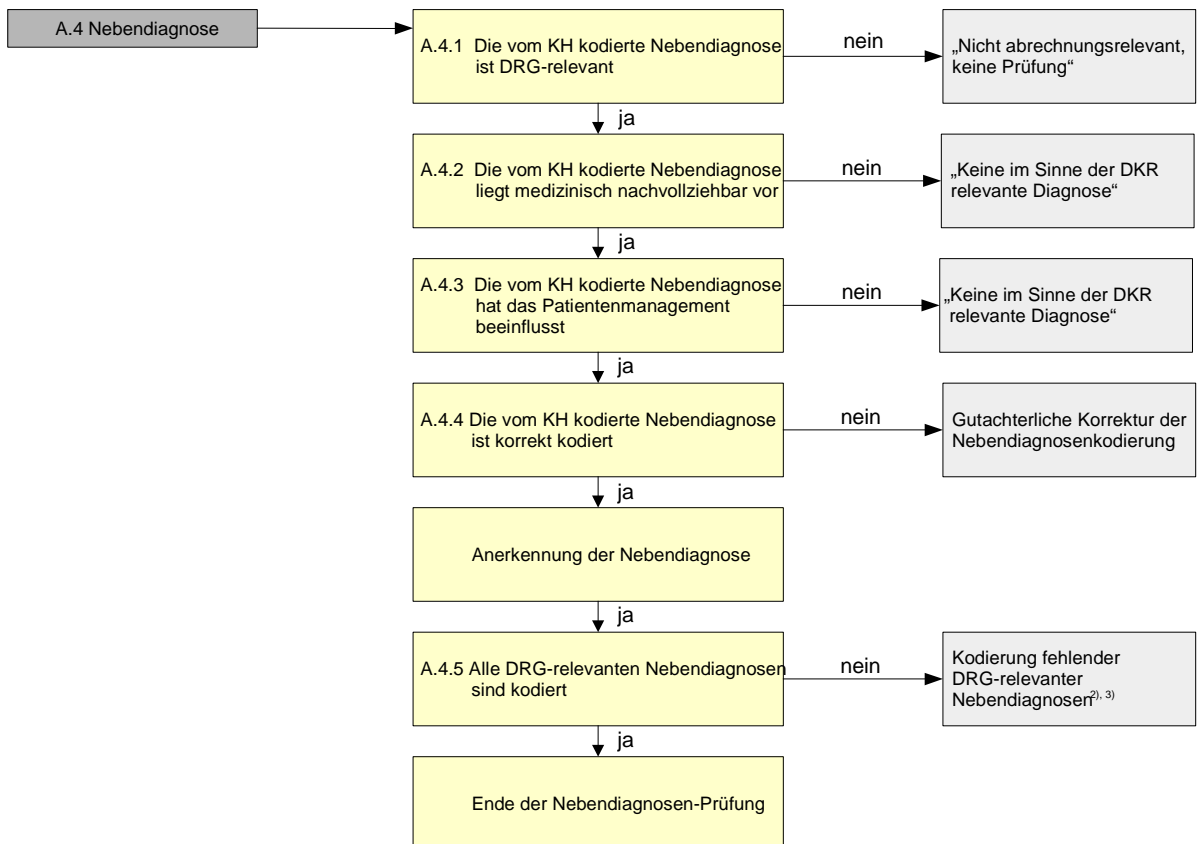 A.4 Nebendiagnose
A.4.1 Die vom KH kodierte Nebendiagnose
ist DRG-relevant
nein
„Nicht abrechnungsrelevant,
keine Prüfung“
ja
A.4.2 Die vom KH kodierte Nebendiagnose
liegt medizinisch nachvollziehbar vor
nein
„Keine im Sinne der DKR
relevante Diagnose“
ja
A.4.3 Die vom KH kodierte Nebendiagnose
hat das Patientenmanagement
beeinflusst
nein
„Keine im Sinne der DKR
relevante Diagnose“
ja
A.4.4 Die vom KH kodierte Nebendiagnose
ist korrekt kodiert
nein
Gutachterliche Korrektur der
Nebendiagnosenkodierung
ja
Anerkennung der Nebendiagnose
ja
A.4.5 Alle DRG-relevanten Nebendiagnosen
sind kodiert
nein
Kodierung fehlender
DRG-relevanter
Nebendiagnosen2), 3)
ja
Ende der Nebendiagnosen-Prüfung